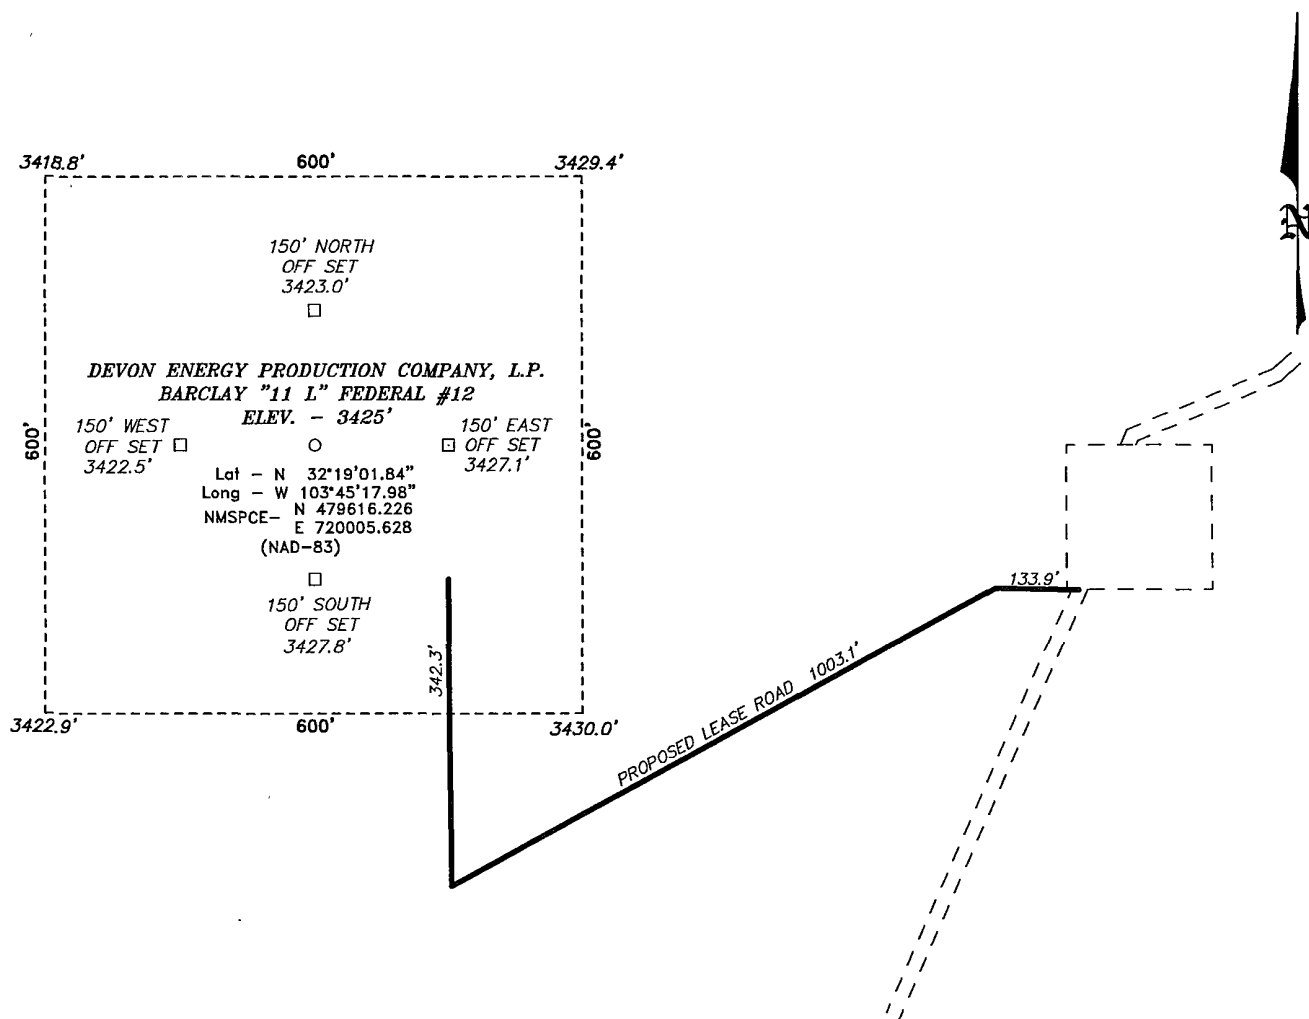 3418.8'
600'
3429.4'
150' NORTH
OFF SET
3423.0'
N
DEVON ENERGY PRODUCTION COMPANY, L.P.
BARCLAY "11 L" FEDERAL #12
ELEV. - 3425'
600'
150' WEST
OFF SET
3422.5'
150' EAST
OFF SET
3427.1'
600'
Lat - N 32°19'01.84"
Long - W 103°45'17.98"
NMSPCE- N 479616.226
E 720005.628
(NAD-83)
150' SOUTH
OFF SET
3427.8'
133.9'
342.3'
PROPOSED LEASE ROAD 1003.1'
3422.9'
600'
3430.0'